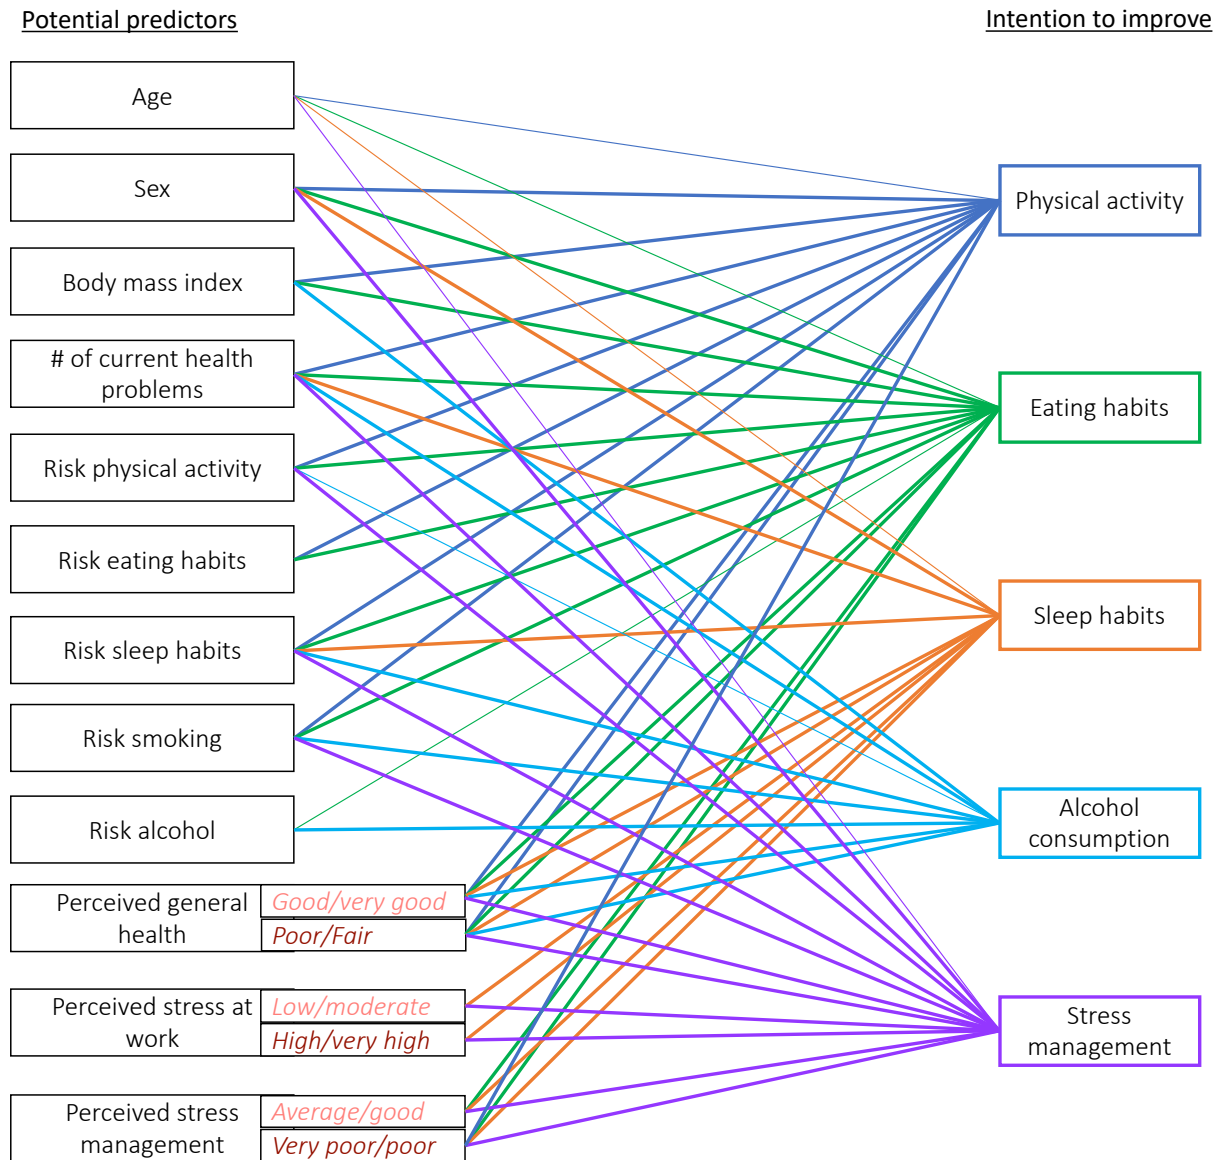 Potential predictors
Intention to improve
Age
Sex
Body mass index
# of current health
problems
Risk physical activity
Risk eating habits
Risk sleep habits
Risk smoking
Risk alcohol
Perceived general
health
Good/very good
Poor/Fair
Perceived stress at
work
Low/moderate
High/very high
Perceived stress
management
Average/good
Very poor/poor
Physical activity
Eating habits
Sleep habits
Alcohol
consumption
Stress
management